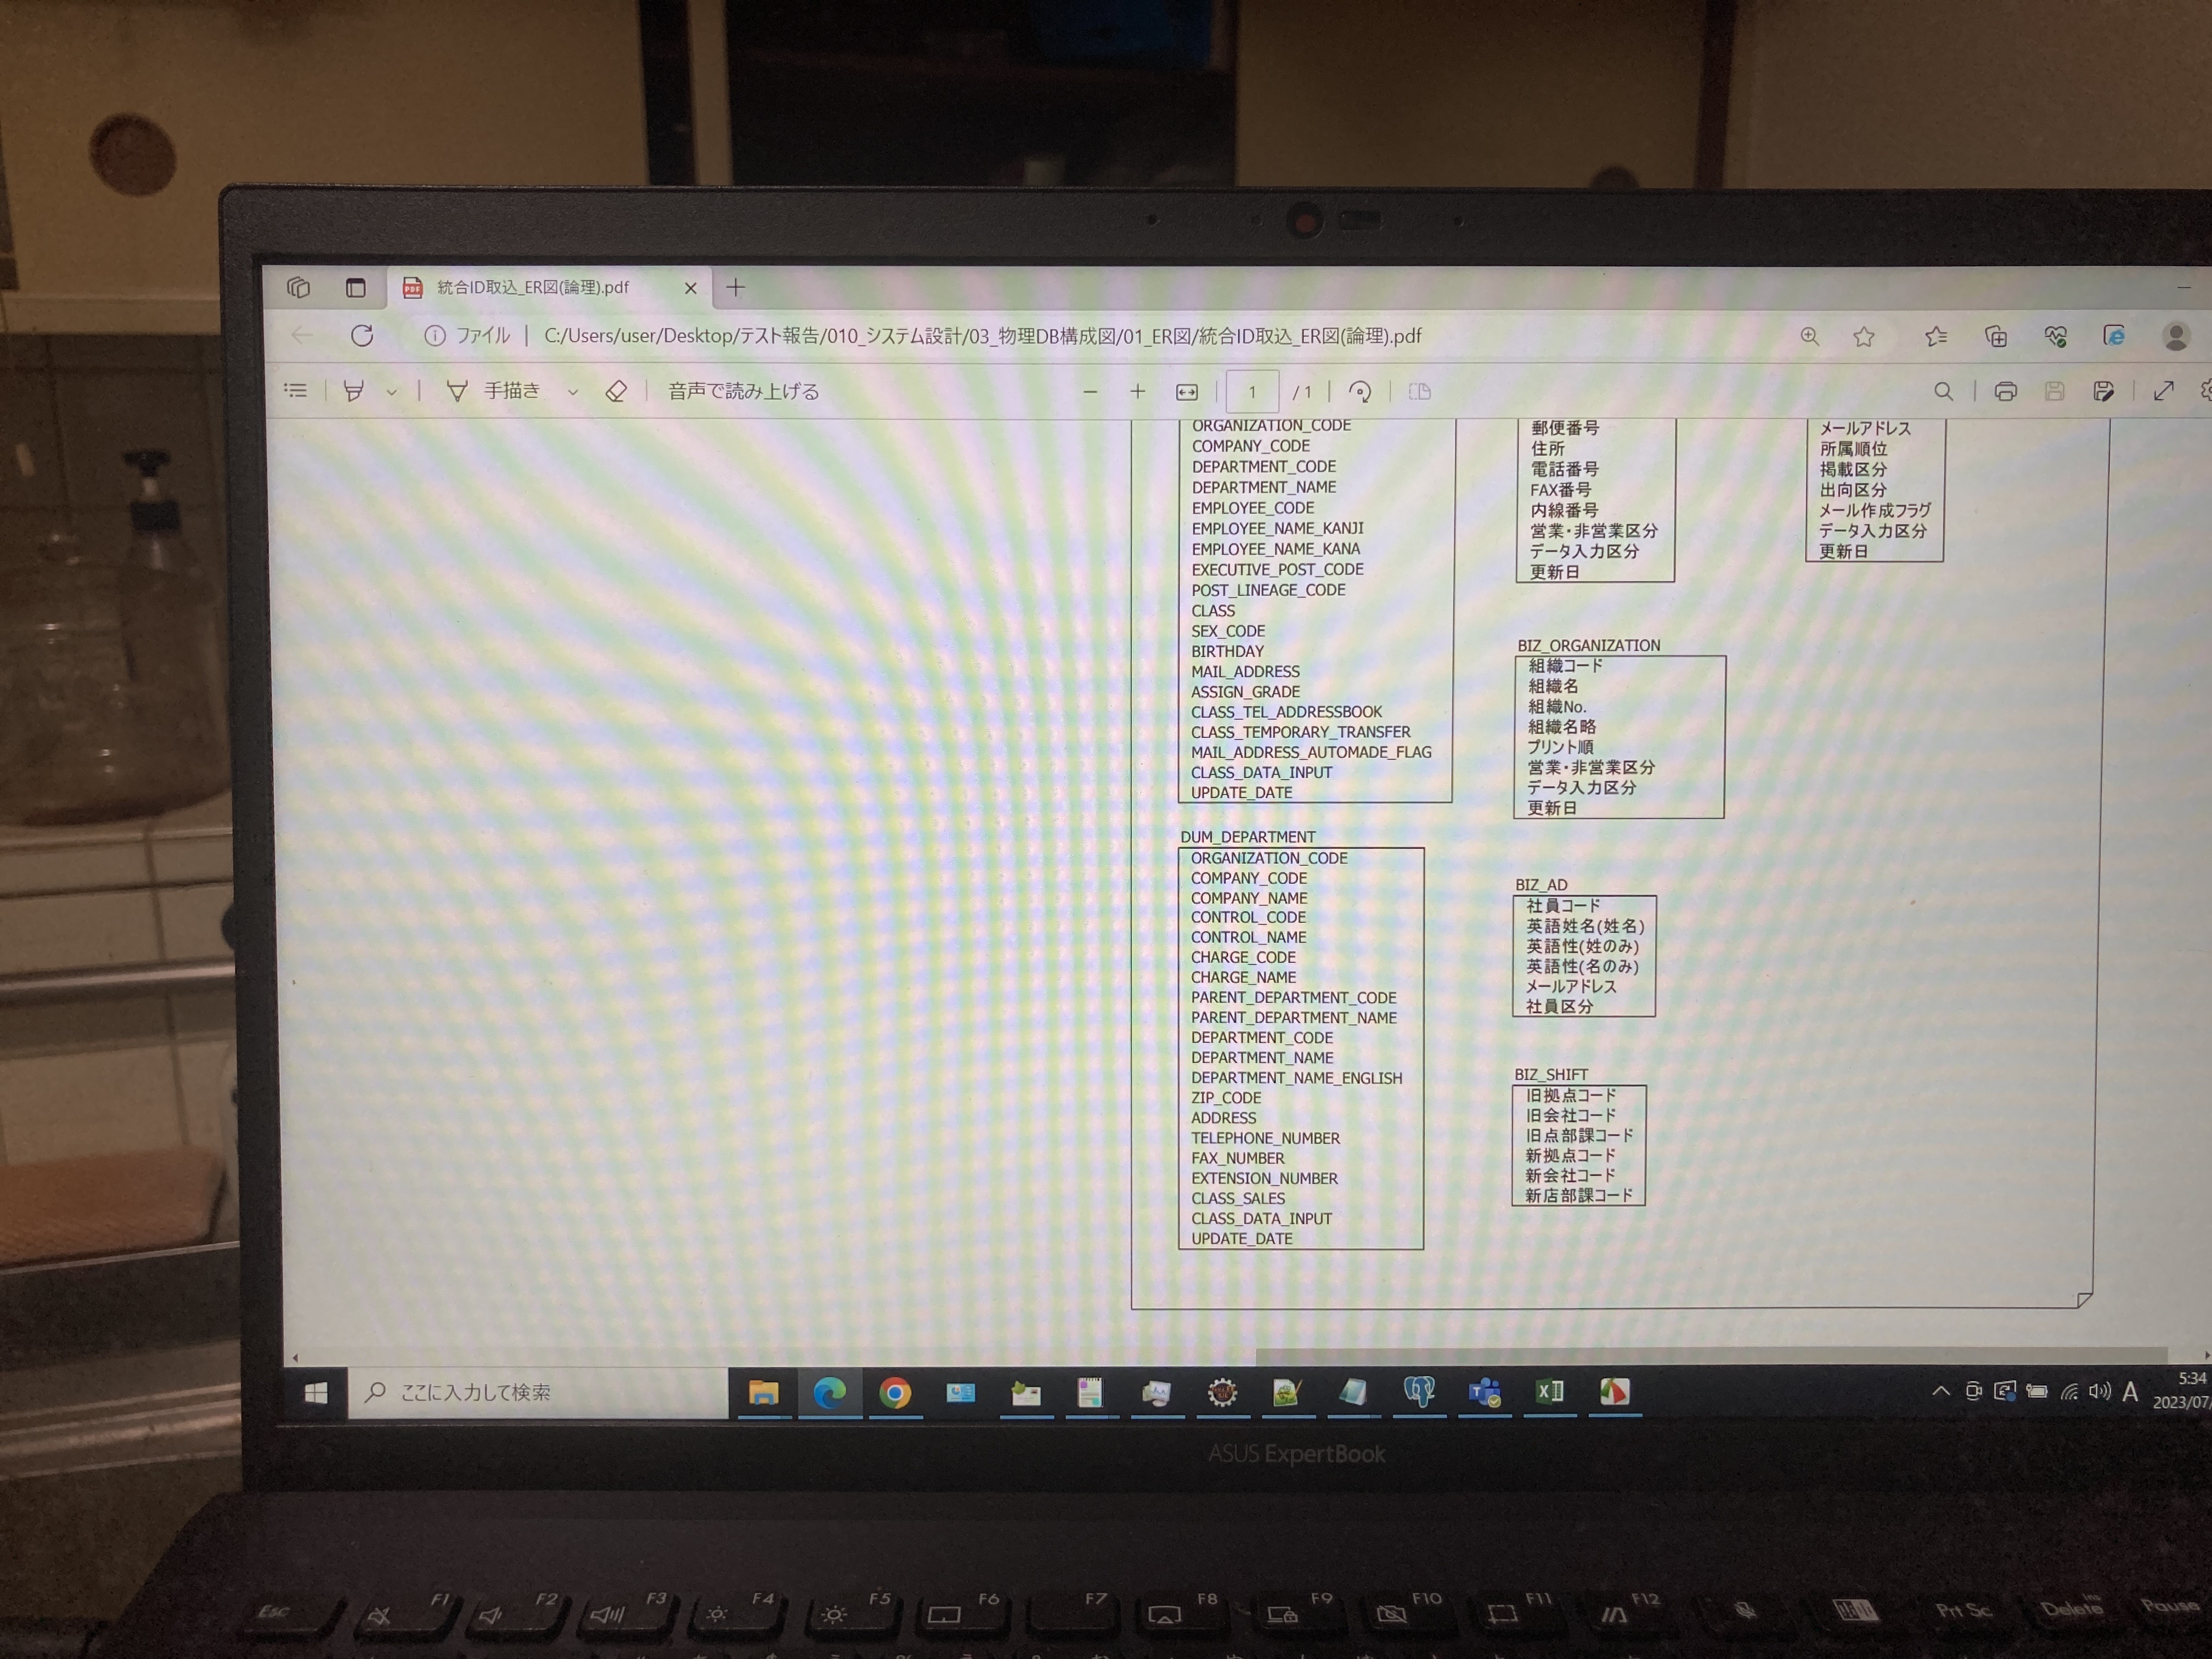 統合ID取込_ER図(論理).pdf
ファイル | C:/Users/user/Desktop/テスト報告/010_システム設計/03_物理DB構成図/01_ER図/統合ID取込_ER図(論理).pdf
手描き 音声で読み上げる 1 / 1
ORGANIZATION_CODE
COMPANY_CODE
DEPARTMENT_CODE
DEPARTMENT_NAME
EMPLOYEE_CODE
EMPLOYEE_NAME_KANJI
EMPLOYEE_NAME_KANA
EXECUTIVE_POST_CODE
POST_LINEAGE_CODE
CLASS
SEX_CODE
BIRTHDAY
MAIL_ADDRESS
ASSIGN_GRADE
CLASS_TEL_ADDRESSBOOK
CLASS_TEMPORARY_TRANSFER
MAIL_ADDRESS_AUTOMADE_FLAG
CLASS_DATA_INPUT
UPDATE_DATE
DUM_DEPARTMENT
ORGANIZATION_CODE
COMPANY_CODE
COMPANY_NAME
CONTROL_CODE
CONTROL_NAME
CHARGE_CODE
CHARGE_NAME
PARENT_DEPARTMENT_CODE
PARENT_DEPARTMENT_NAME
DEPARTMENT_CODE
DEPARTMENT_NAME
DEPARTMENT_NAME_ENGLISH
ZIP_CODE
ADDRESS
TELEPHONE_NUMBER
FAX_NUMBER
EXTENSION_NUMBER
CLASS_SALES
CLASS_DATA_INPUT
UPDATE_DATE
郵便番号
住所
電話番号
FAX番号
内線番号
営業・非営業区分
データ入力区分
更新日
BIZ_ORGANIZATION
組織コード
組織名
組織No.
組織名略
プリント順
営業・非営業区分
データ入力区分
更新日
BIZ_AD
社員コード
英語姓名(姓名)
英語性(姓のみ)
英語性(名のみ)
メールアドレス
社員区分
BIZ_SHIFT
旧拠点コード
旧会社コード
旧点部課コード
新拠点コード
新会社コード
新店部課コード
メールアドレス
所属順位
掲載区分
出向区分
メール作成フラグ
データ入力区分
更新日
ここに入力して検索
A
5:34
2023/07/
ASUS ExpertBook
Esc F1 F2 F3 F4 F5 F6 F7 F8 F9 F10 F11 F12 Prt Sc Delete Ins Pause